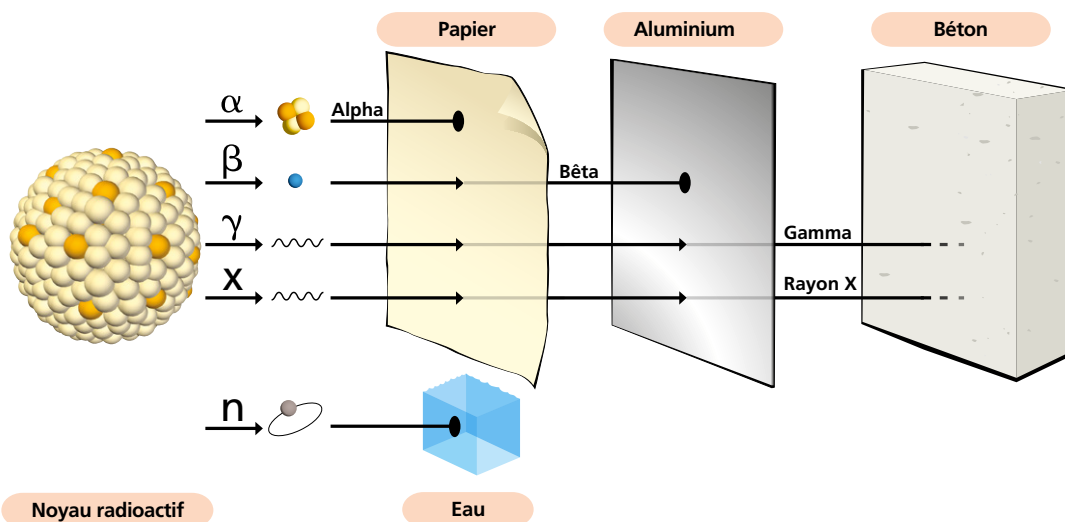 Papier
Aluminium
Béton
α
Alpha
β
Bêta
γ
Gamma
X
Rayon X
n
Noyau radioactif
Eau